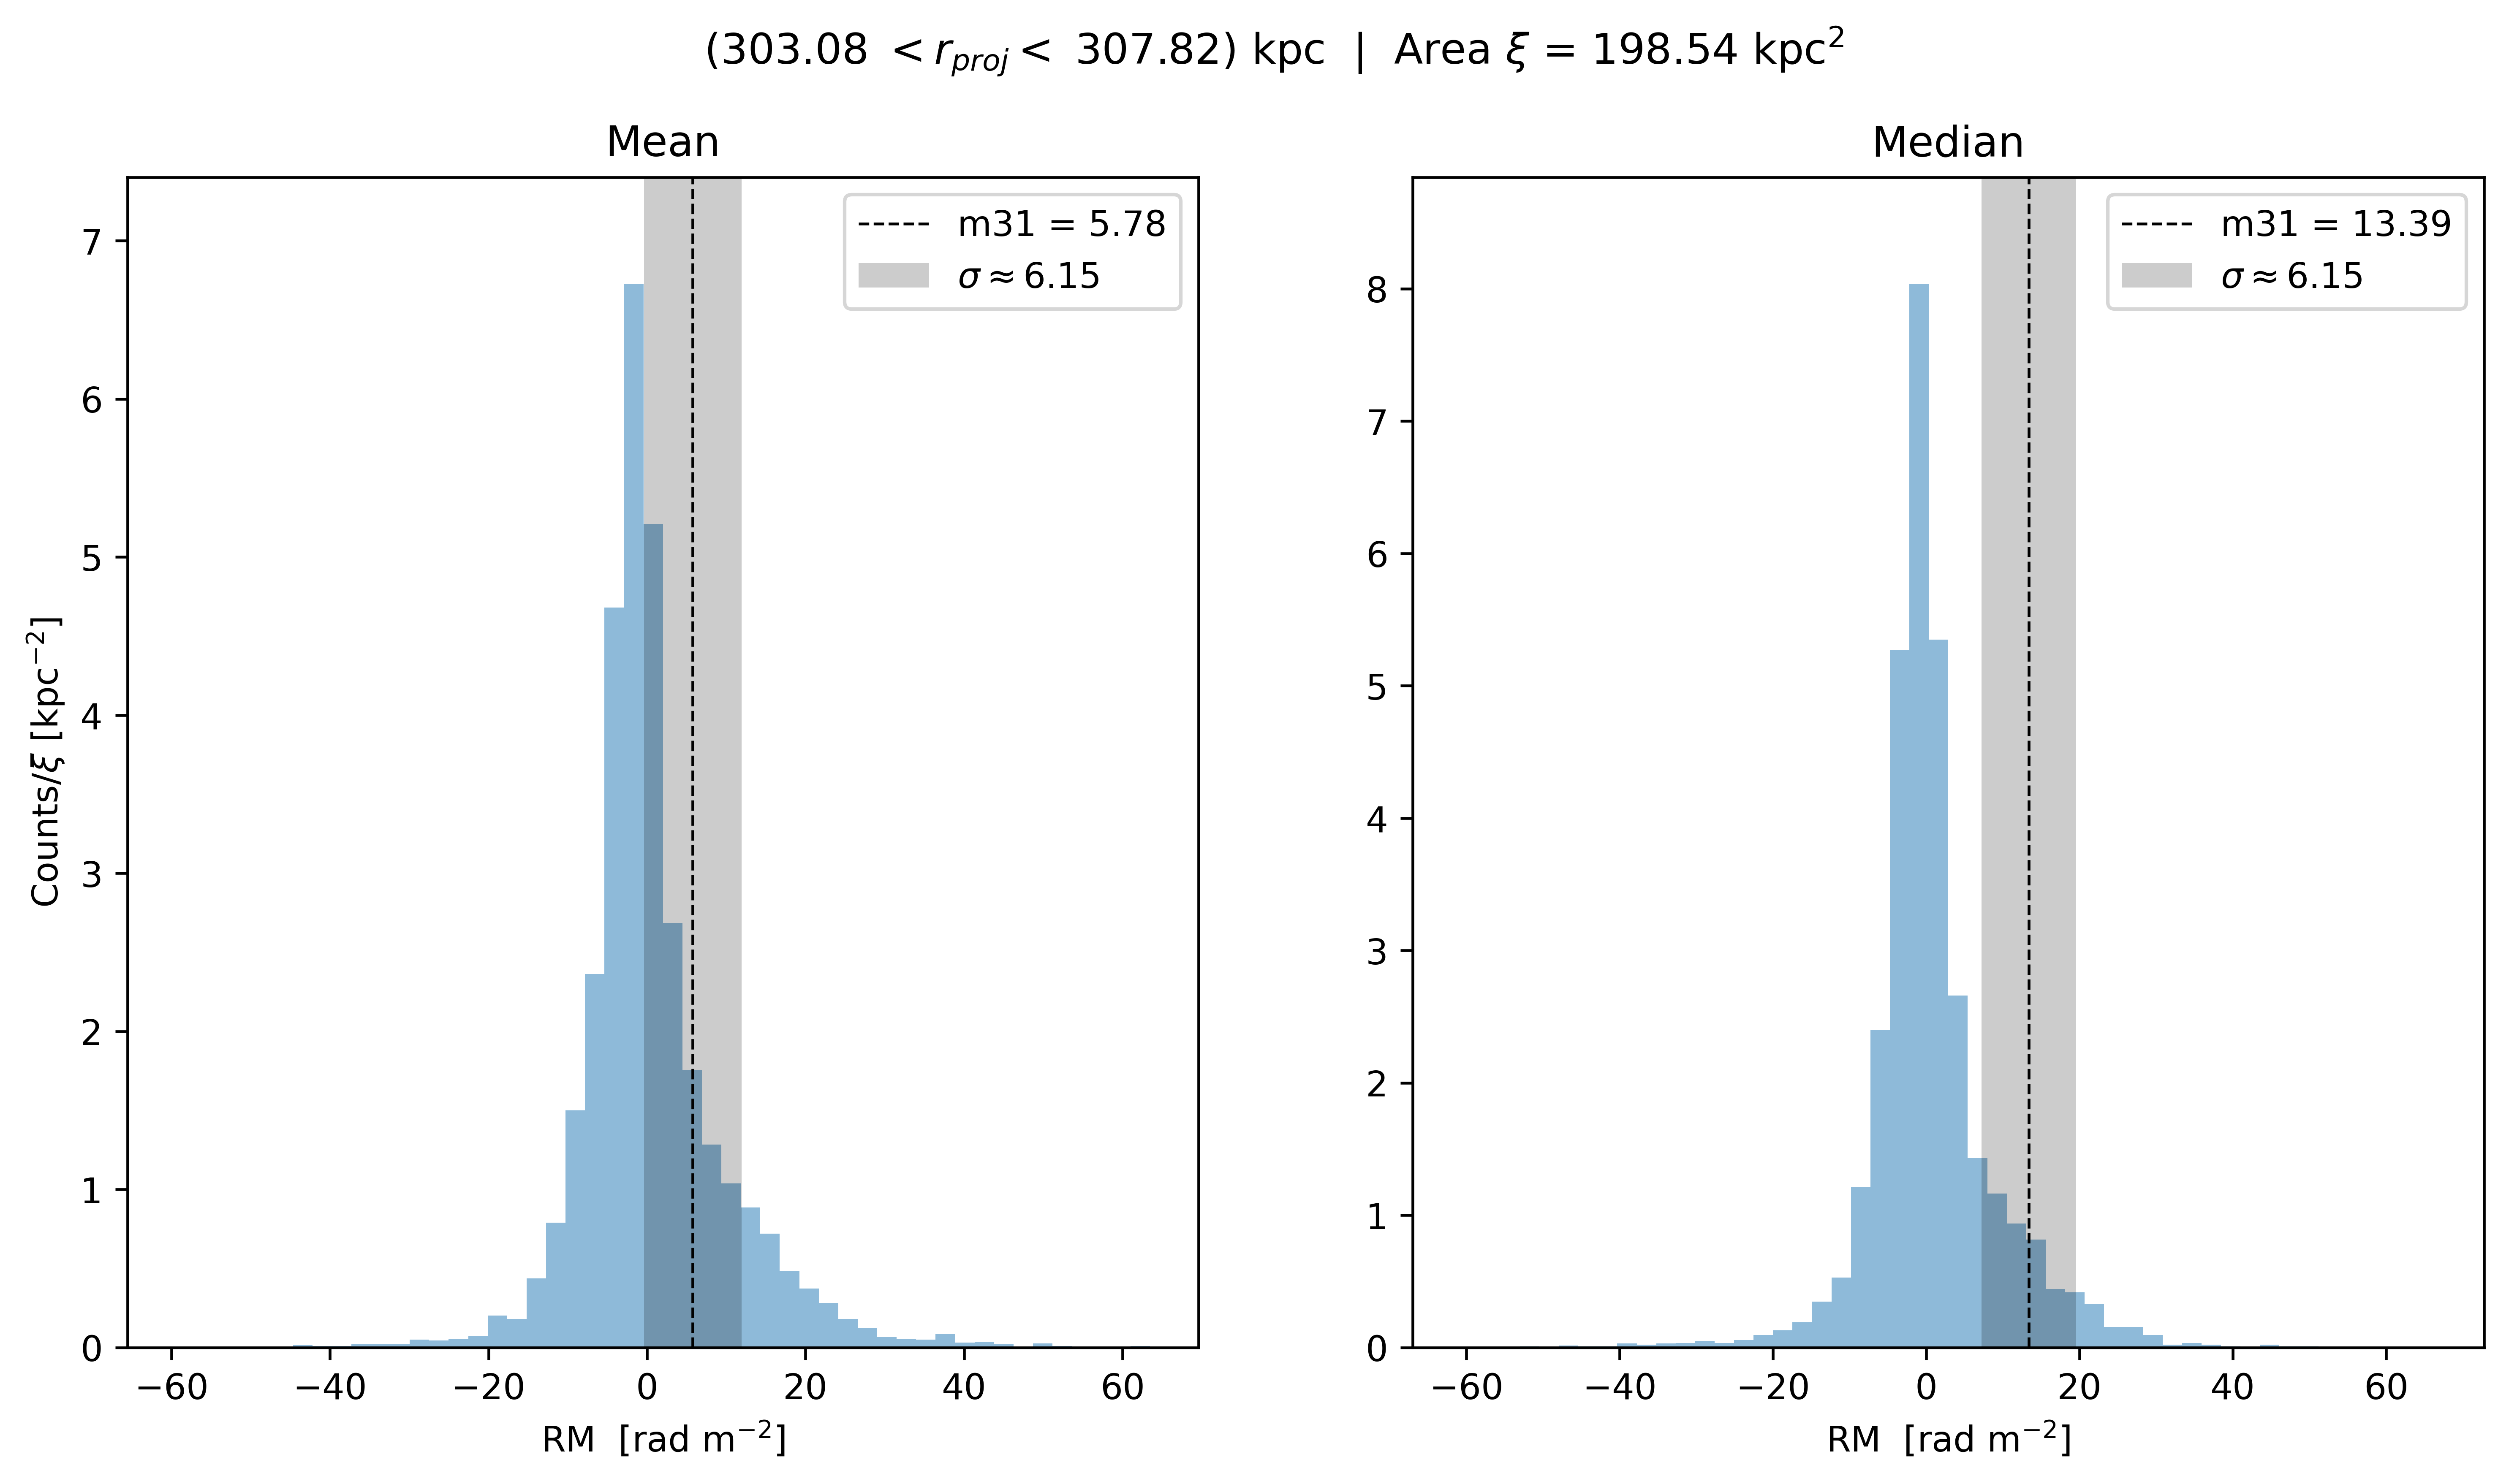 (303.08 < r_proj < 307.82) kpc | Area ξ = 198.54 kpc²
Mean
m31 = 5.78
σ ≈ 6.15
7
6
5
4
3
2
1
0
Counts/ξ [kpc⁻²]
−60 −40 −20 0 20 40 60
RM [rad m⁻²]
Median
m31 = 13.39
σ ≈ 6.15
8
7
6
5
4
3
2
1
0
−60 −40 −20 0 20 40 60
RM [rad m⁻²]